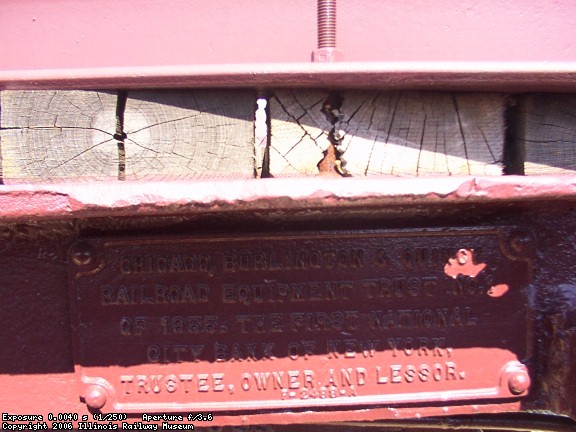 CHICAGO, BURLINGTON & QUINCY
RAILROAD EQUIPMENT TRUST NO.
OF 1955. THE FIRST NATIONAL
CITY BANK OF NEW YORK,
TRUSTEE, OWNER AND LESSOR.
Exposure 0.0040 s (1/250) Aperture f/3.6
Copyright 2006 Illinois Railway Museum